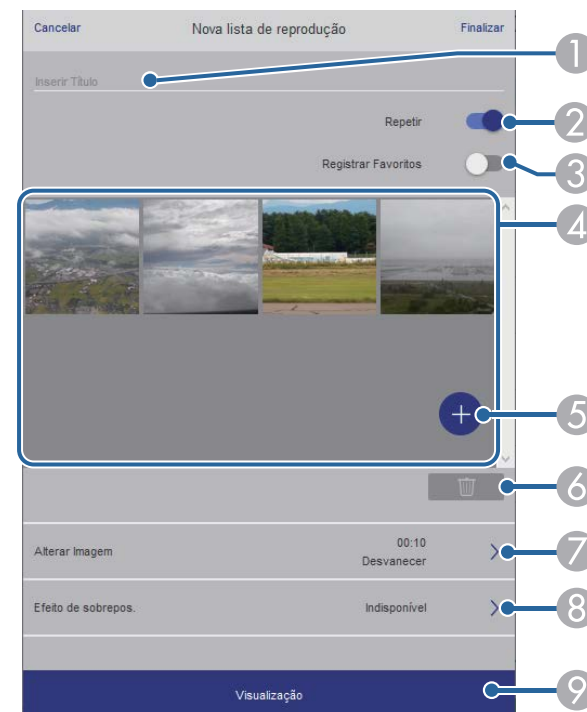 Cancelar Nova lista de reprodução Finalizar
Inserir Título
1
Repetir
2
Registrar Favoritos
3
4
5
6
Alterar Imagem 00:10
Desvanecer
7
Efeito de sobrepos. Indisponível
8
Visualização
9